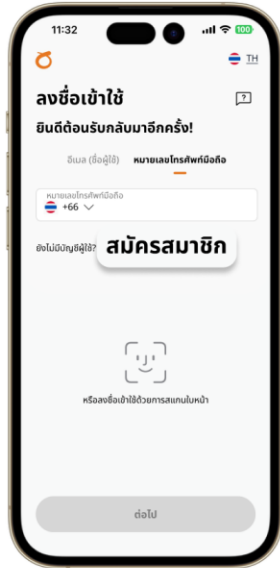 11:32
100
TH
ลงชื่อเข้าใช้
?
ยินดีต้อนรับกลับมาอีกครั้ง!
อีเมล (ชื่อผู้ใช้) หมายเลขโทรศัพท์มือถือ
หมายเลขโทรศัพท์มือถือ
+66
ยังไม่มีบัญชีผู้ใช้? สมัครสมาชิก
หรือลงชื่อเข้าใช้ด้วยการสแกนใบหน้า
ต่อไป